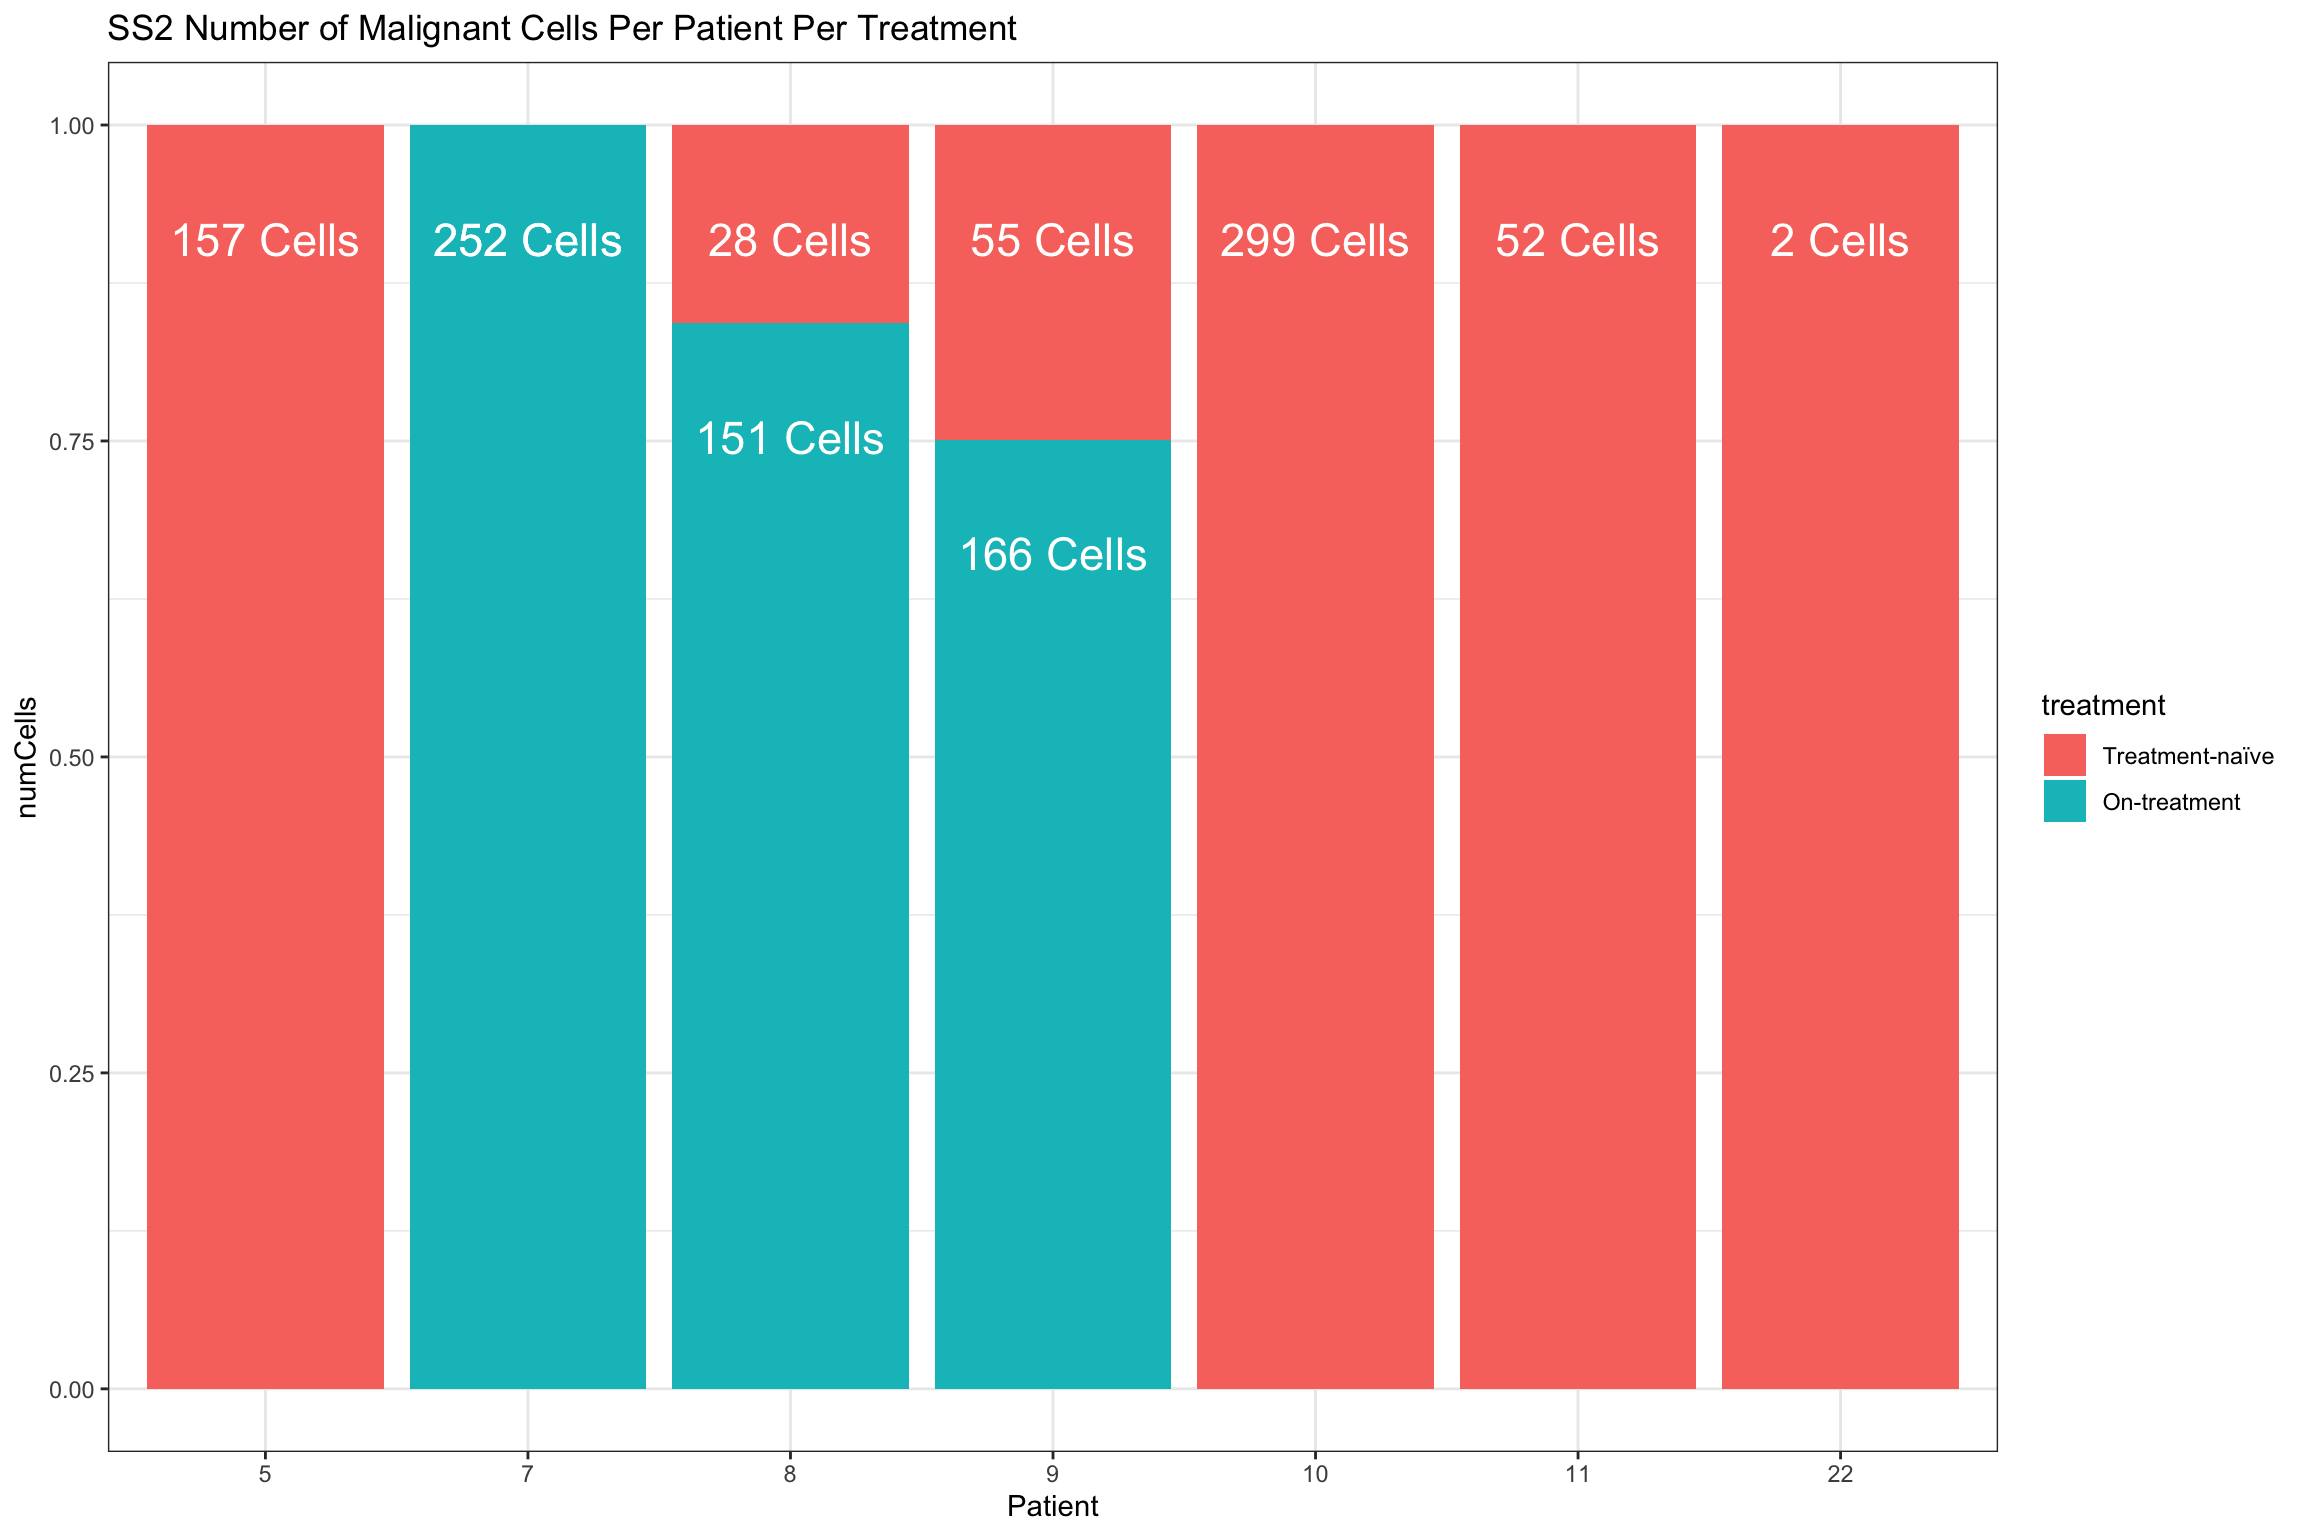 SS2 Number of Malignant Cells Per Patient Per Treatment
1.00
0.75
0.50
0.25
0.00
numCells
157 Cells
252 Cells
28 Cells
55 Cells
299 Cells
52 Cells
2 Cells
151 Cells
166 Cells
5
7
8
9
10
11
22
Patient
treatment
Treatment-naïve
On-treatment